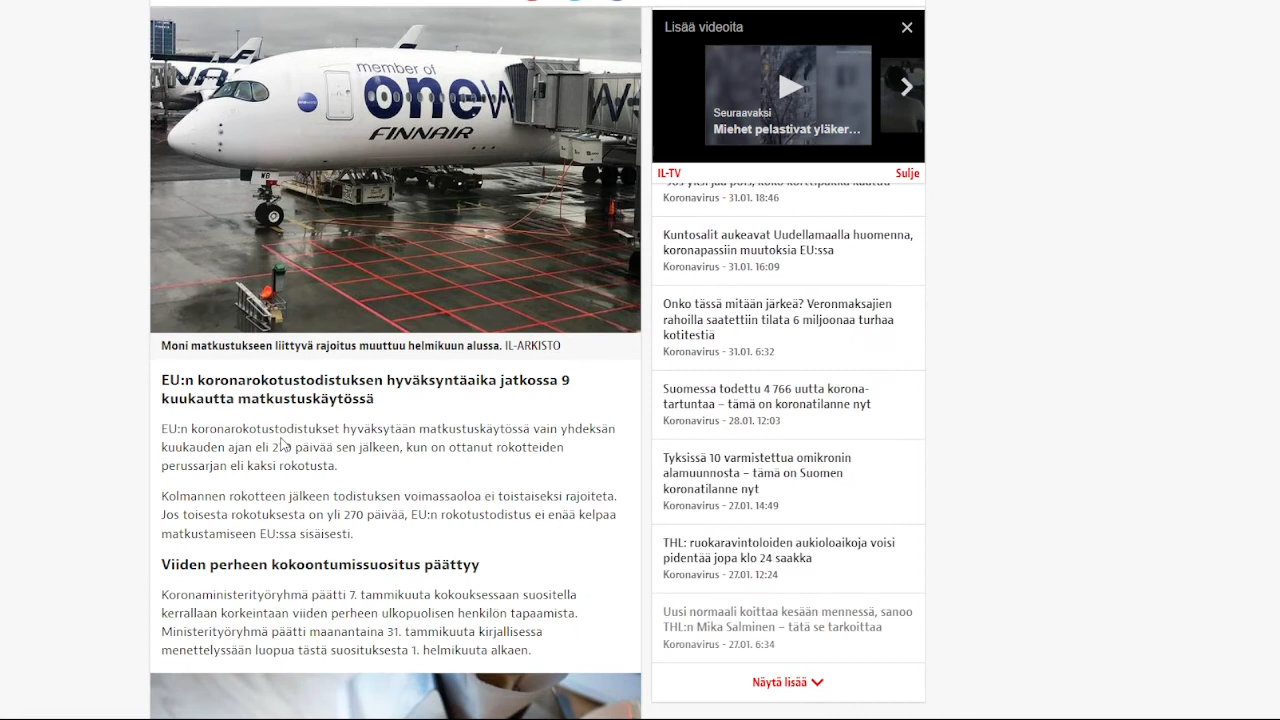 member of
oneW
FINNAIR
Moni matkustukseen liittyvä rajoitus muuttuu helmikuun alussa. IL-ARKISTO
EU:n koronarokotustodistuksen hyväksyntäaika jatkossa 9
kuukautta matkustuskäytössä
EU:n koronarokotustodistukset hyväksytään matkustuskäytössä vain yhdeksän
kuukauden ajan eli päivää sen jälkeen, kun on ottanut rokotteiden
perussarjan eli kaksi rokotusta.
Kolmannen rokotteen jälkeen todistuksen voimassaoloa ei toistaiseksi rajoiteta.
Jos toisesta rokotuksesta on yli 270 päivää, EU:n rokotustodistus ei enää kelpaa
matkustamiseen EU:ssa sisäisesti.
Viiden perheen kokoontumissuositus päättyy
Koronaministerityöryhmä päätti 7. tammikuuta kokouksessaan suositella
kerrallaan korkeintaan viiden perheen ulkopuolisen henkilön tapaamista.
Ministerityöryhmä päätti maanantaina 31. tammikuuta kirjallisessa
menettelyssään luopua tästä suosituksesta 1. helmikuuta alkaen.
Lisää videoita
Seuraavaksi
Miehet pelastivat yläker...
IL-TV
Sulje
Koronavirus - 31.01. 18:46
Kuntosalit aukeavat Uudellamaalla huomenna,
koronapassiin muutoksia EU:ssa
Koronavirus - 31.01. 16:09
Onko tässä mitään järkeä? Veronmaksajien
rahoilla saatettiin tilata 6 miljoonaa turhaa
kotitestiä
Koronavirus - 31.01. 6:32
Suomessa todettu 4 766 uutta korona-
tartuntaa – tämä on koronatilanne nyt
Koronavirus - 28.01. 12:03
Tyksissä 10 varmistettua omikronin
alamuunnosta – tämä on Suomen
koronatilanne nyt
Koronavirus - 27.01. 14:49
THL: ruokaravintoloiden aukioloaikoja voisi
pidentää jopa klo 24 saakka
Koronavirus - 27.01. 12:24
Uusi normaali koittaa kesään mennessä, sanoo
THL:n Mika Salminen – tätä se tarkoittaa
Koronavirus - 27.01. 6:34
Näytä lisää